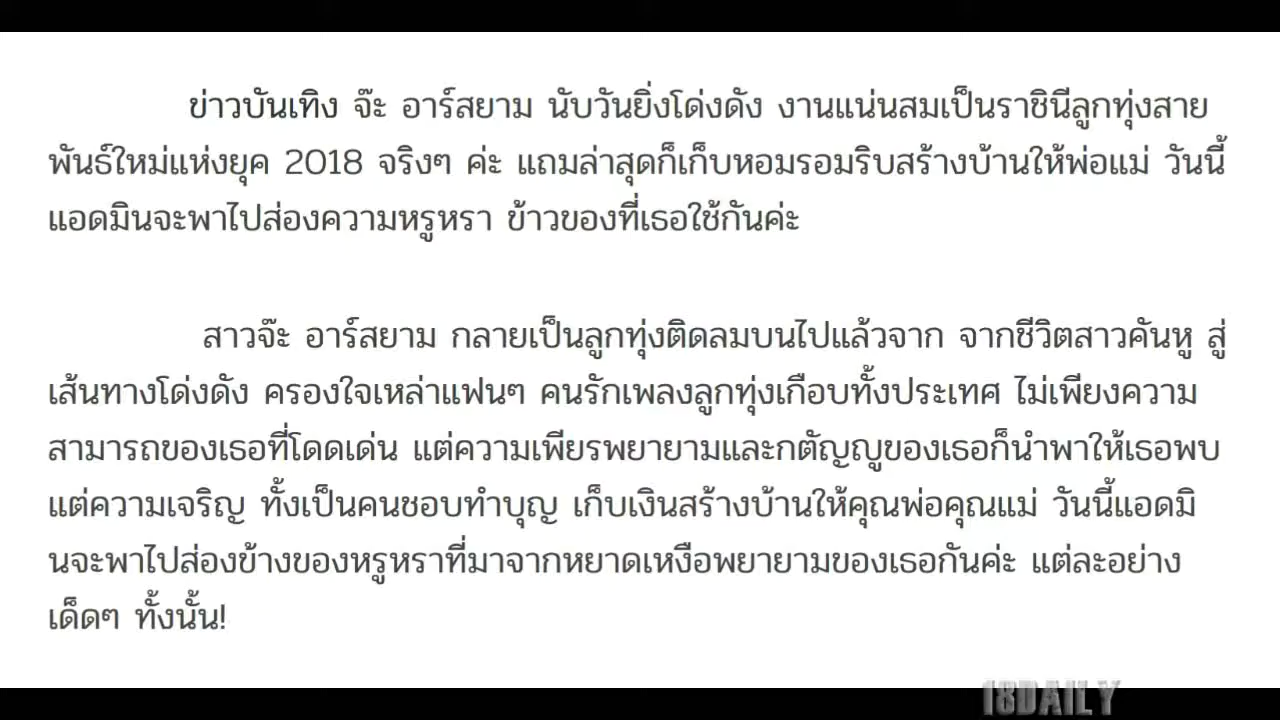 ข่าวบันเทิง จ๊ะ อาร์สยาม นับวันยิ่งโด่งดัง งานแน่นสมเป็นราชินีลูกทุ่งสาย
พันธ์ใหม่แห่งยุค 2018 จริงๆ ค่ะ แถมล่าสุดก็เก็บหอมรอมริบสร้างบ้านให้พ่อแม่ วันนี้
แอดมินจะพาไปส่องความหรูหรา ข้าวของที่เธอใช้กันค่ะ
สาวจ๊ะ อาร์สยาม กลายเป็นลูกทุ่งติดลมบนไปแล้วจาก จากชีวิตสาวคันหู สู่
เส้นทางโด่งดัง ครองใจเหล่าแฟนๆ คนรักเพลงลูกทุ่งเกือบทั้งประเทศ ไม่เพียงความ
สามารถของเธอที่โดดเด่น แต่ความเพียรพยายามและกตัญญูของเธอก็นำพาให้เธอพบ
แต่ความเจริญ ทั้งเป็นคนชอบทำบุญ เก็บเงินสร้างบ้านให้คุณพ่อคุณแม่ วันนี้แอดมิ
นจะพาไปส่องข้างของหรูหราที่มาจากหยาดเหงือพยายามของเธอกันค่ะ แต่ละอย่าง
เด็ดๆ ทั้งนั้น!
18DAILY